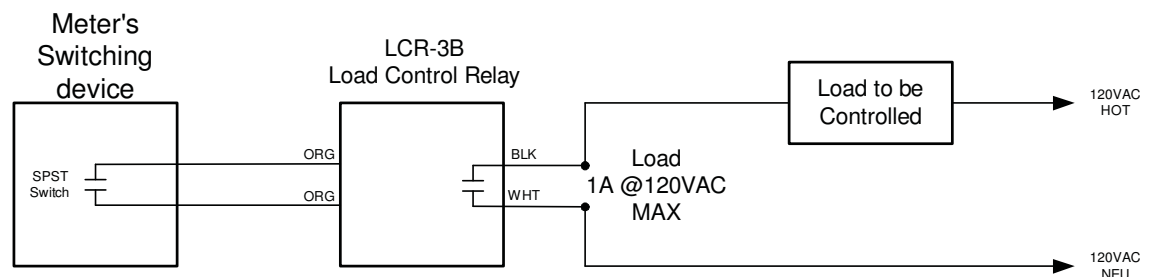 Meter's
Switching
device
SPST
Switch
ORG
ORG
LCR-3B
Load Control Relay
BLK
WHT
Load
1A @120VAC
MAX
Load to be
Controlled
120VAC
HOT
120VAC
NEU